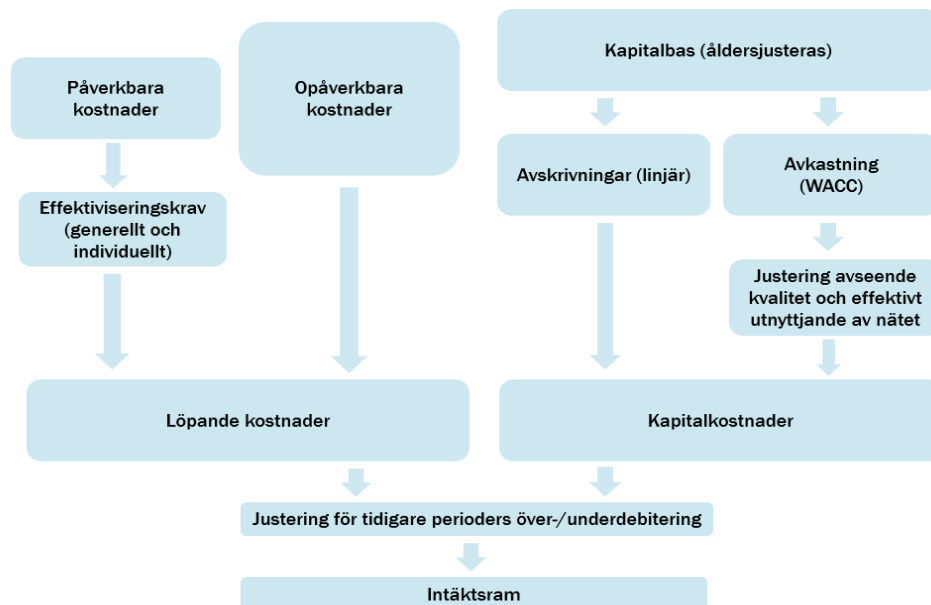 Påverkbara
kostnader
Opåverkbara
kostnader
Kapitalbas (åldersjusteras)
Effektiviseringskrav
(generellt och
individuellt)
Avskrivningar (linjär)
Avkastning
(WACC)
Justering avseende
kvalitet och effektivt
utnyttjande av nätet
Löpande kostnader
Kapitalkostnader
Justering för tidigare perioders över-/underdebitering
Intäktsram